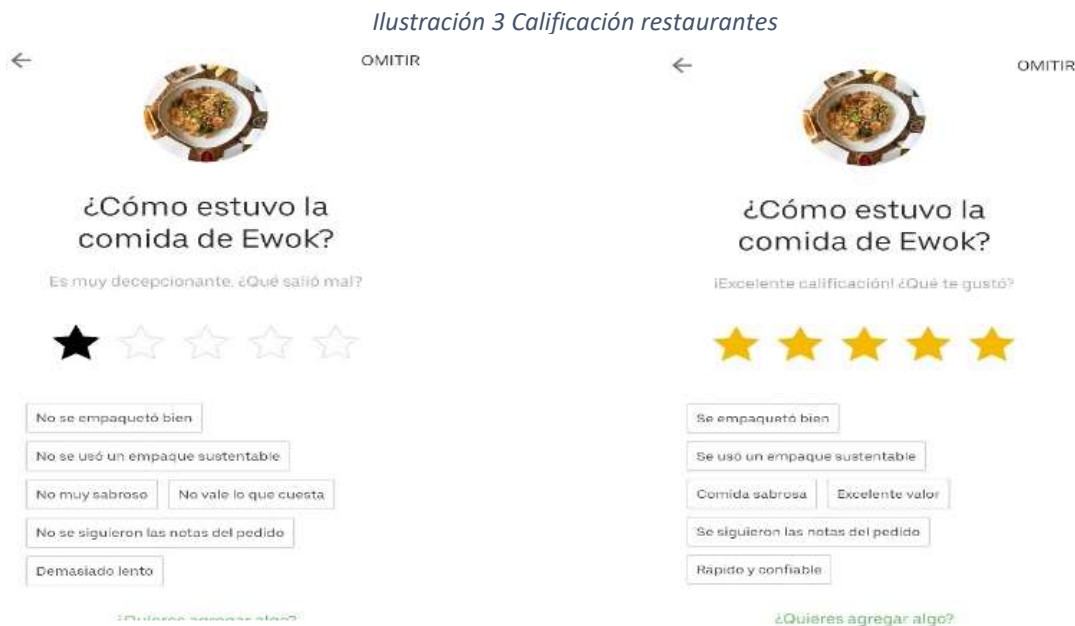 Ilustración 3 Calificación restaurantes
OMITIR
¿Cómo estuvo la
comida de Ewok?
Es muy decepcionante. ¿Qué salió mal?
No se empaquetó bien
No se usó un empaque sustentable
No muy sabroso
No vale lo que cuesta
No se siguieron las notas del pedido
Demasiado lento
¿Quieres agregar algo?
OMITIR
¿Cómo estuvo la
comida de Ewok?
¡Excelente calificación! ¿Qué te gustó?
Se empaquetó bien
Se usó un empaque sustentable
Comida sabrosa
Excelente valor
Se siguieron las notas del pedido
Rápido y confiable
¿Quieres agregar algo?